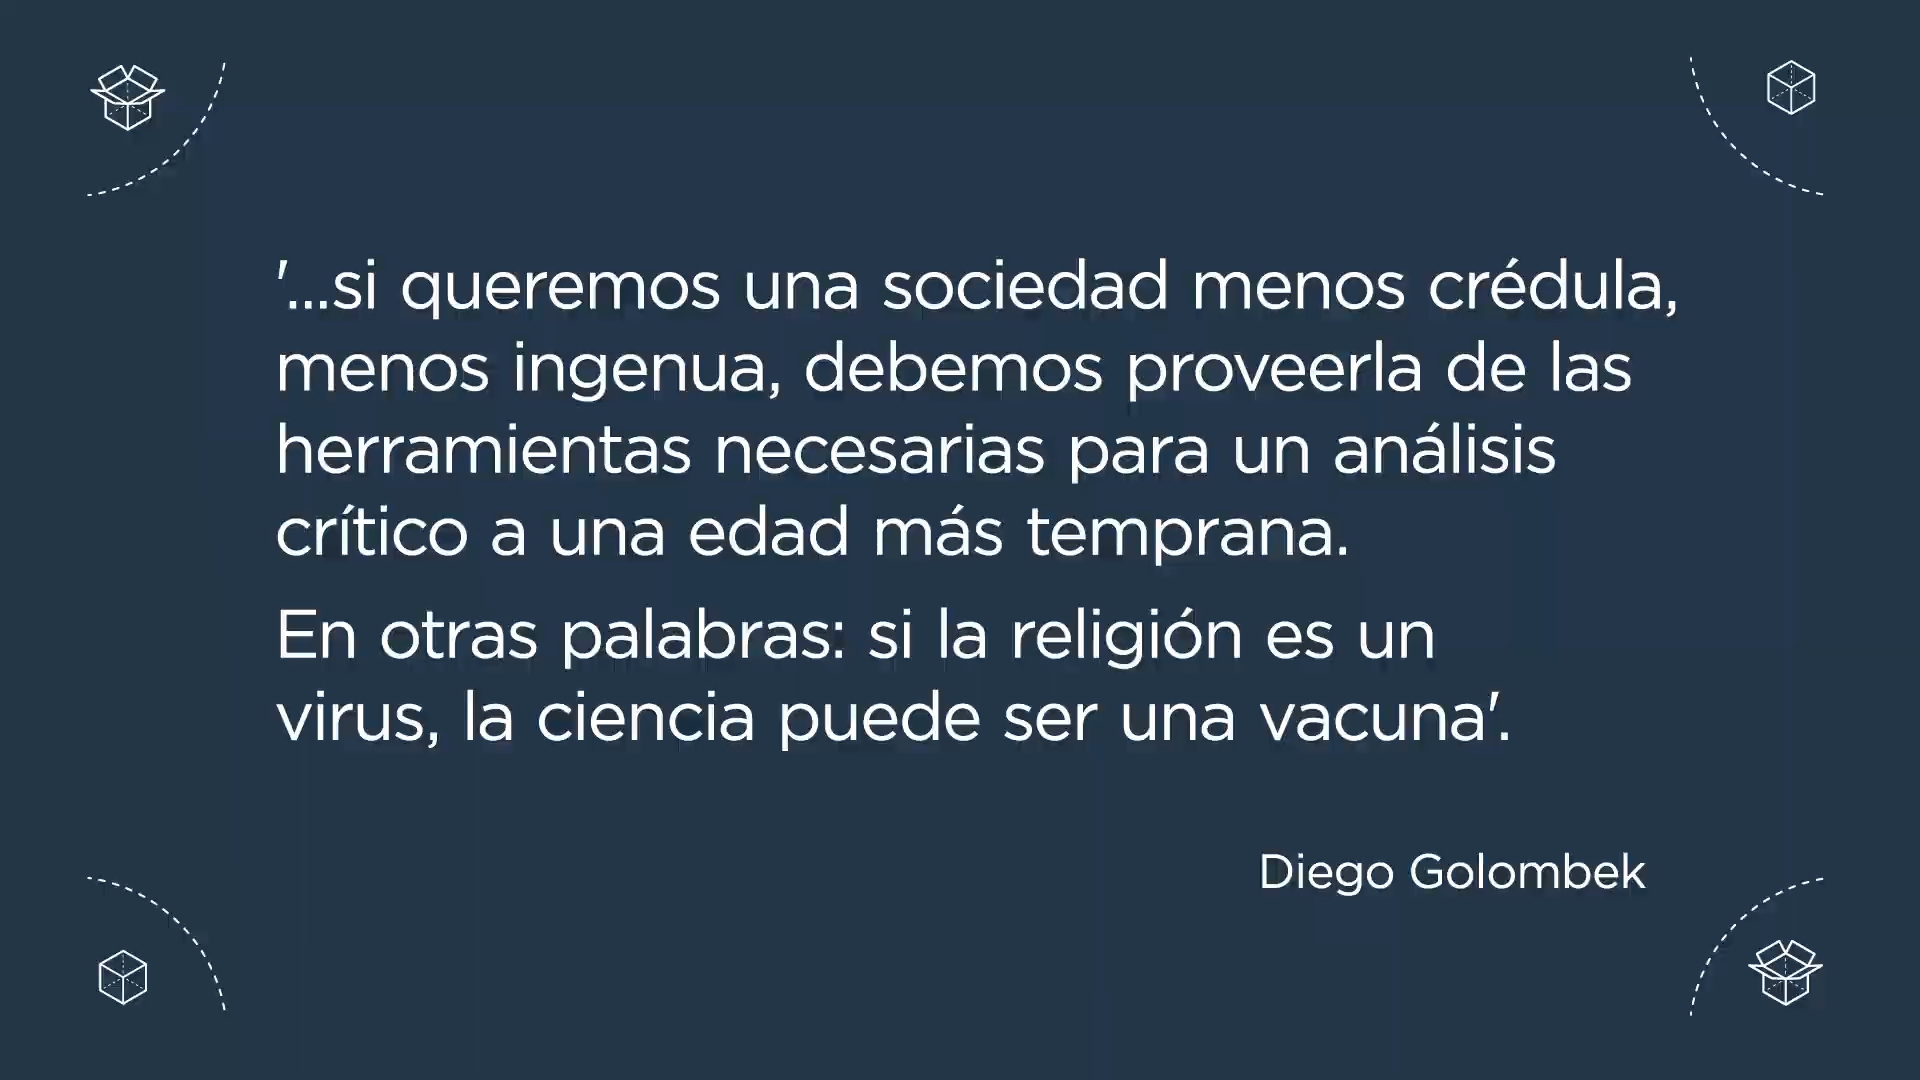 '...si queremos una sociedad menos crédula,
menos ingenua, debemos proveerla de las
herramientas necesarias para un análisis
crítico a una edad más temprana.
En otras palabras: si la religión es un
virus, la ciencia puede ser una vacuna'.
Diego Golombek